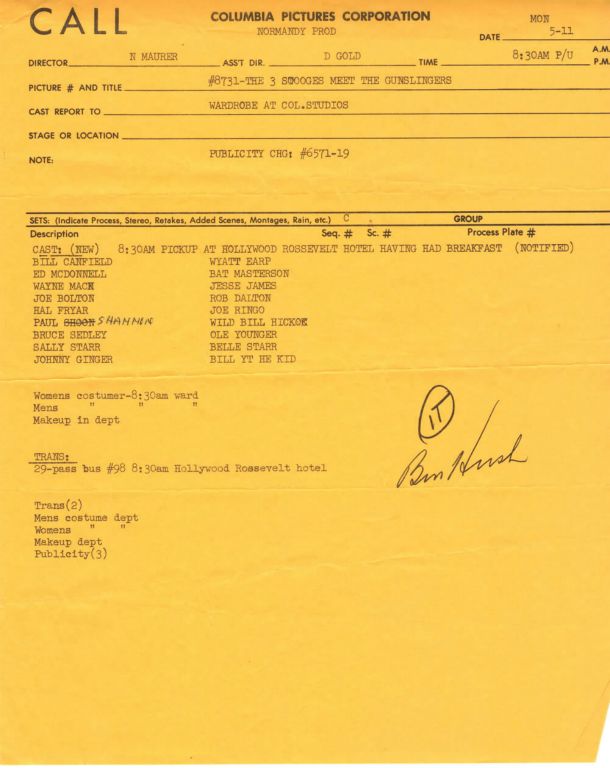 CALL
COLUMBIA PICTURES CORPORATION
NORMANDY PROD
MON
DATE 5-11
DIRECTOR N MAURER ASS'T DIR. D GOLD TIME 8:30AM P/U A.M. P.M.
PICTURE # AND TITLE #8731-THE 3 STOOGES MEET THE GUNSLINGERS
CAST REPORT TO WARDROBE AT COL.STUDIOS
STAGE OR LOCATION
NOTE: PUBLICITY CHG: #6571-19
SETS: (Indicate Process, Stereo, Retakes, Added Scenes, Montages, Rain, etc.) C GROUP
Description Seq. # Sc. # Process Plate #
CAST: (NEW) 8:30AM PICKUP AT HOLLYWOOD ROSSEVELT HOTEL HAVING HAD BREAKFAST (NOTIFIED)
BILL CANFIELD WYATT EARP
ED MCDONNELL BAT MASTERSON
WAYNE MACK JESSE JAMES
JOE BOLTON ROB DALTON
HAL FRYAR JOE RINGO
PAUL SHOON SHANNEN WILD BILL HICKOK
BRUCE SEDLEY OLE YOUNGER
SALLY STARR BELLE STARR
JOHNNY GINGER BILL YT HE KID
Womens costumer-8:30am ward
Mens " " "
Makeup in dept
IT
TRANS:
29-pass bus #98 8:30am Hollywood Rossevelt hotel
Trans(2)
Mens costume dept
Womens " "
Makeup dept
Publicity(3)